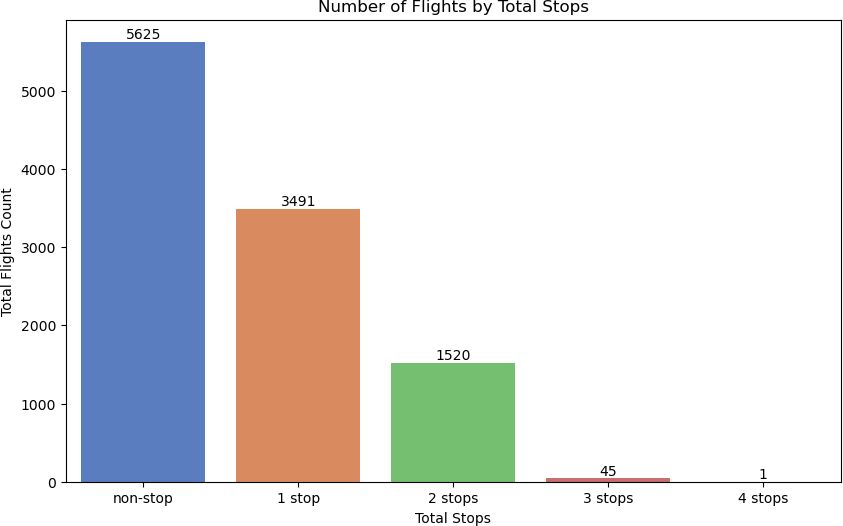 Number of Flights by Total Stops
5625
3491
1520
45
1
5000
4000
3000
2000
1000
0
Total Flights Count
non-stop
1 stop
2 stops
3 stops
4 stops
Total Stops